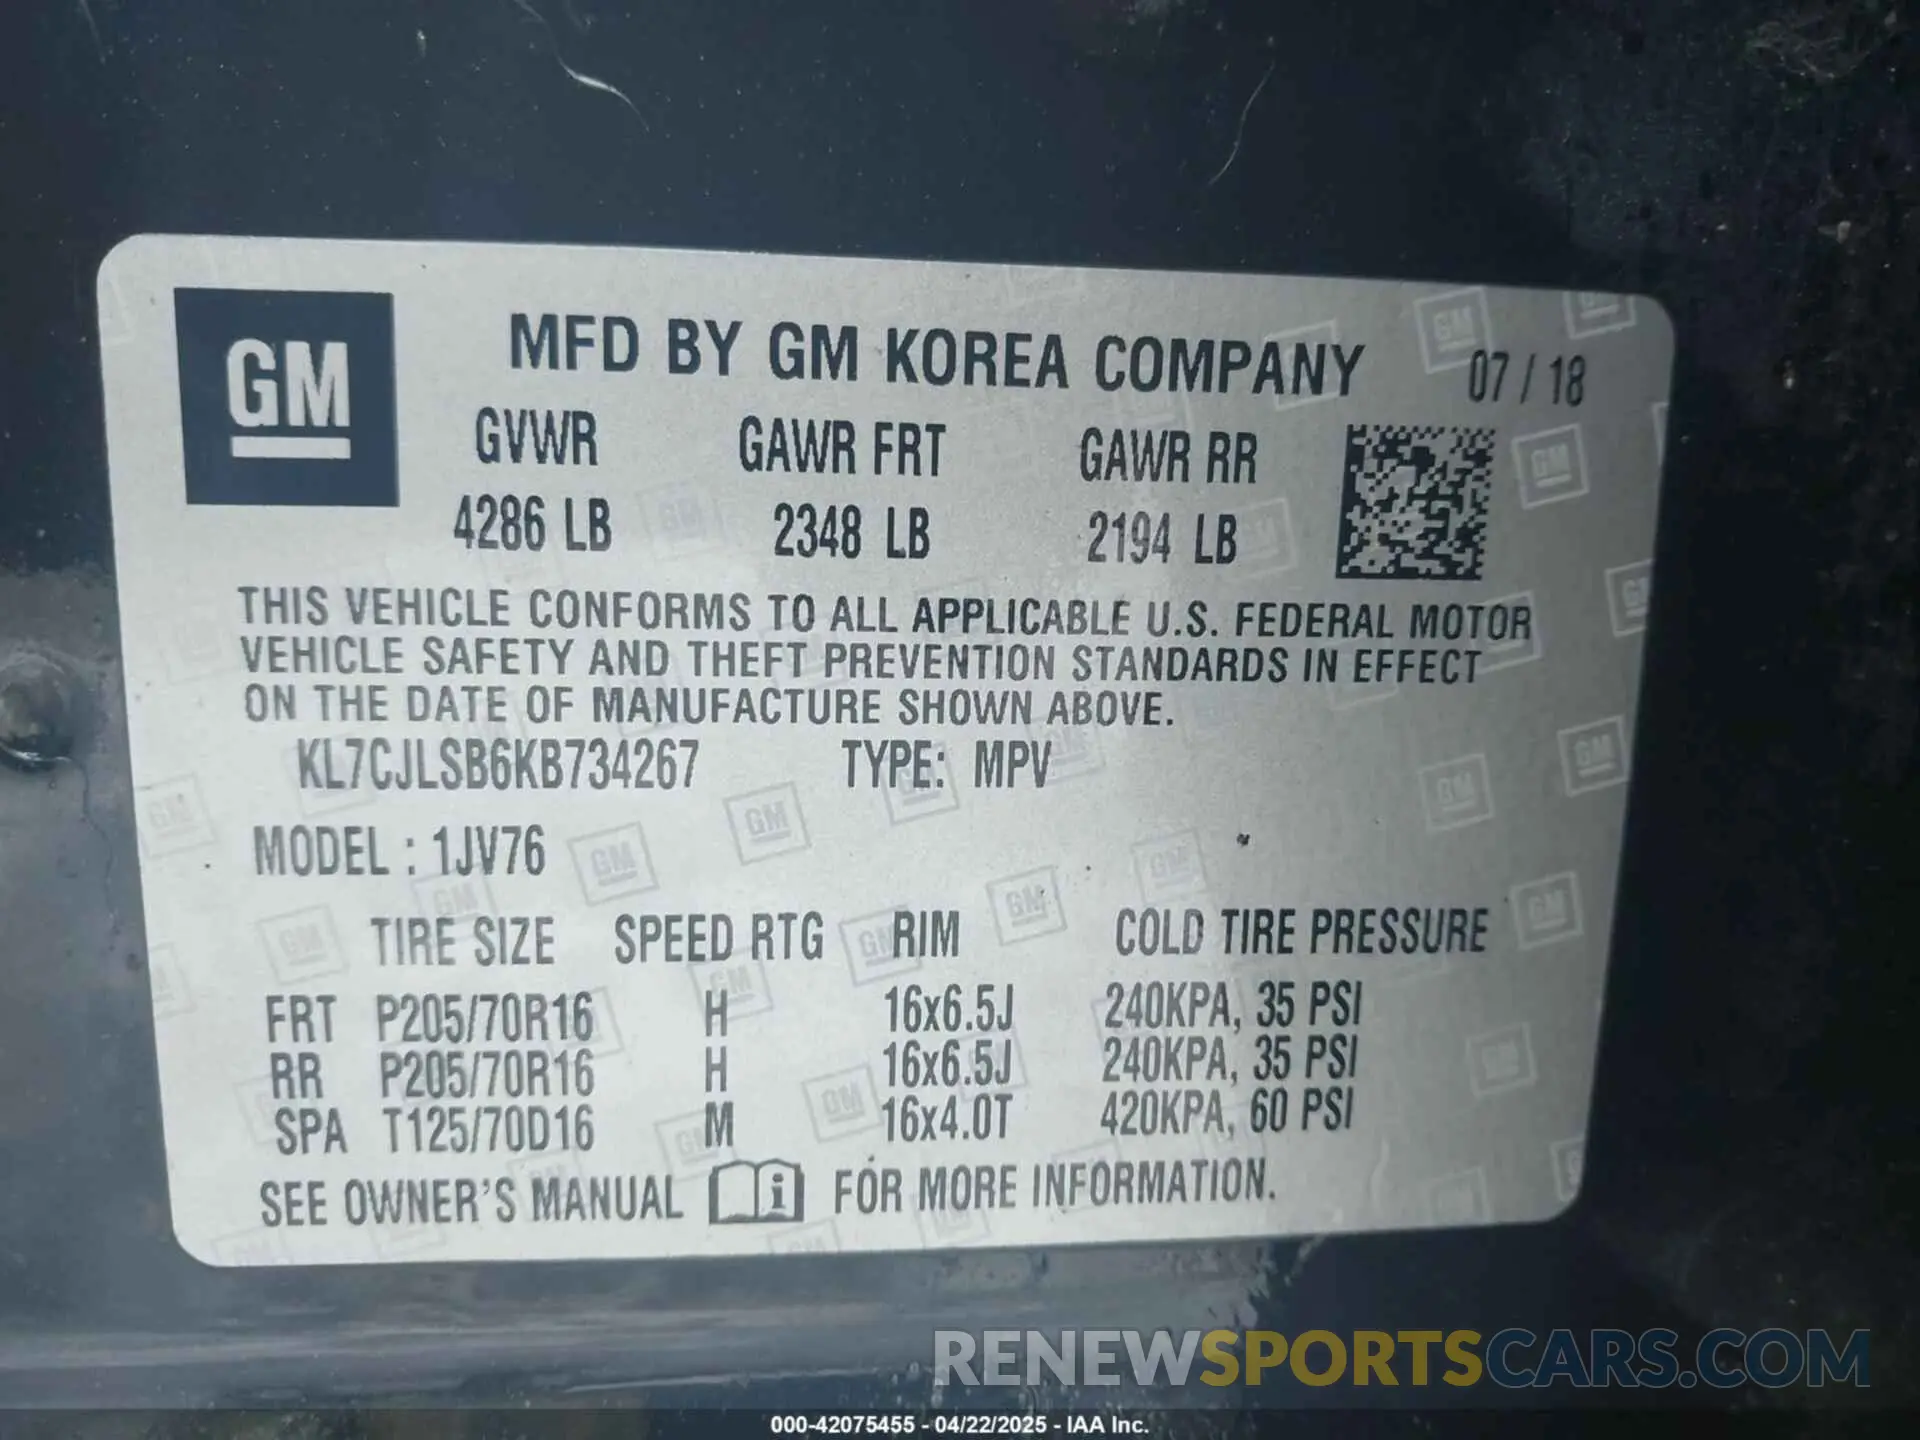 GM
MFD BY GM KOREA COMPANY 07 / 18
GVWR GAWR FRT GAWR RR
4286 LB 2348 LB 2194 LB
THIS VEHICLE CONFORMS TO ALL APPLICABLE U.S. FEDERAL MOTOR
VEHICLE SAFETY AND THEFT PREVENTION STANDARDS IN EFFECT
ON THE DATE OF MANUFACTURE SHOWN ABOVE.
KL7CJLSB6KB734267 TYPE: MPV
MODEL : 1JV76
TIRE SIZE SPEED RTG RIM COLD TIRE PRESSURE
FRT P205/70R16 H 16x6.5J 240KPA, 35 PSI
RR P205/70R16 H 16x6.5J 240KPA, 35 PSI
SPA T125/70D16 M 16x4.0T 420KPA, 60 PSI
SEE OWNER'S MANUAL i FOR MORE INFORMATION.
RENEWSPORTSCARS.COM
000-42075455 - 04/22/2025 - IAA Inc.